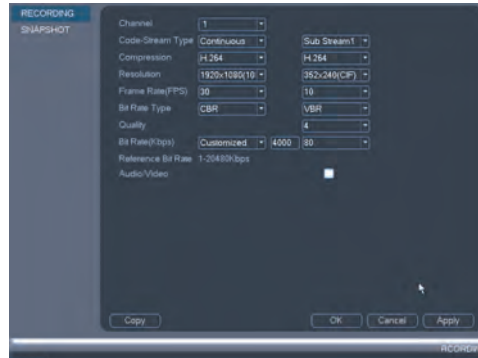 RECORDING
SNAPSHOT
Channel 1
Code-Stream Type Continuous Sub Stream1
Compression H.264 H.264
Resolution 1920x1080(10 352x240(CIF)
Frame Rate(FPS) 30 10
Bit Rate Type CBR VBR
Quality 4
Bit Rate(Kbps) Customized 4000 80
Reference Bit Rate 1-20480Kbps
Audio/Video
Copy OK Cancel Apply
RCORDIN